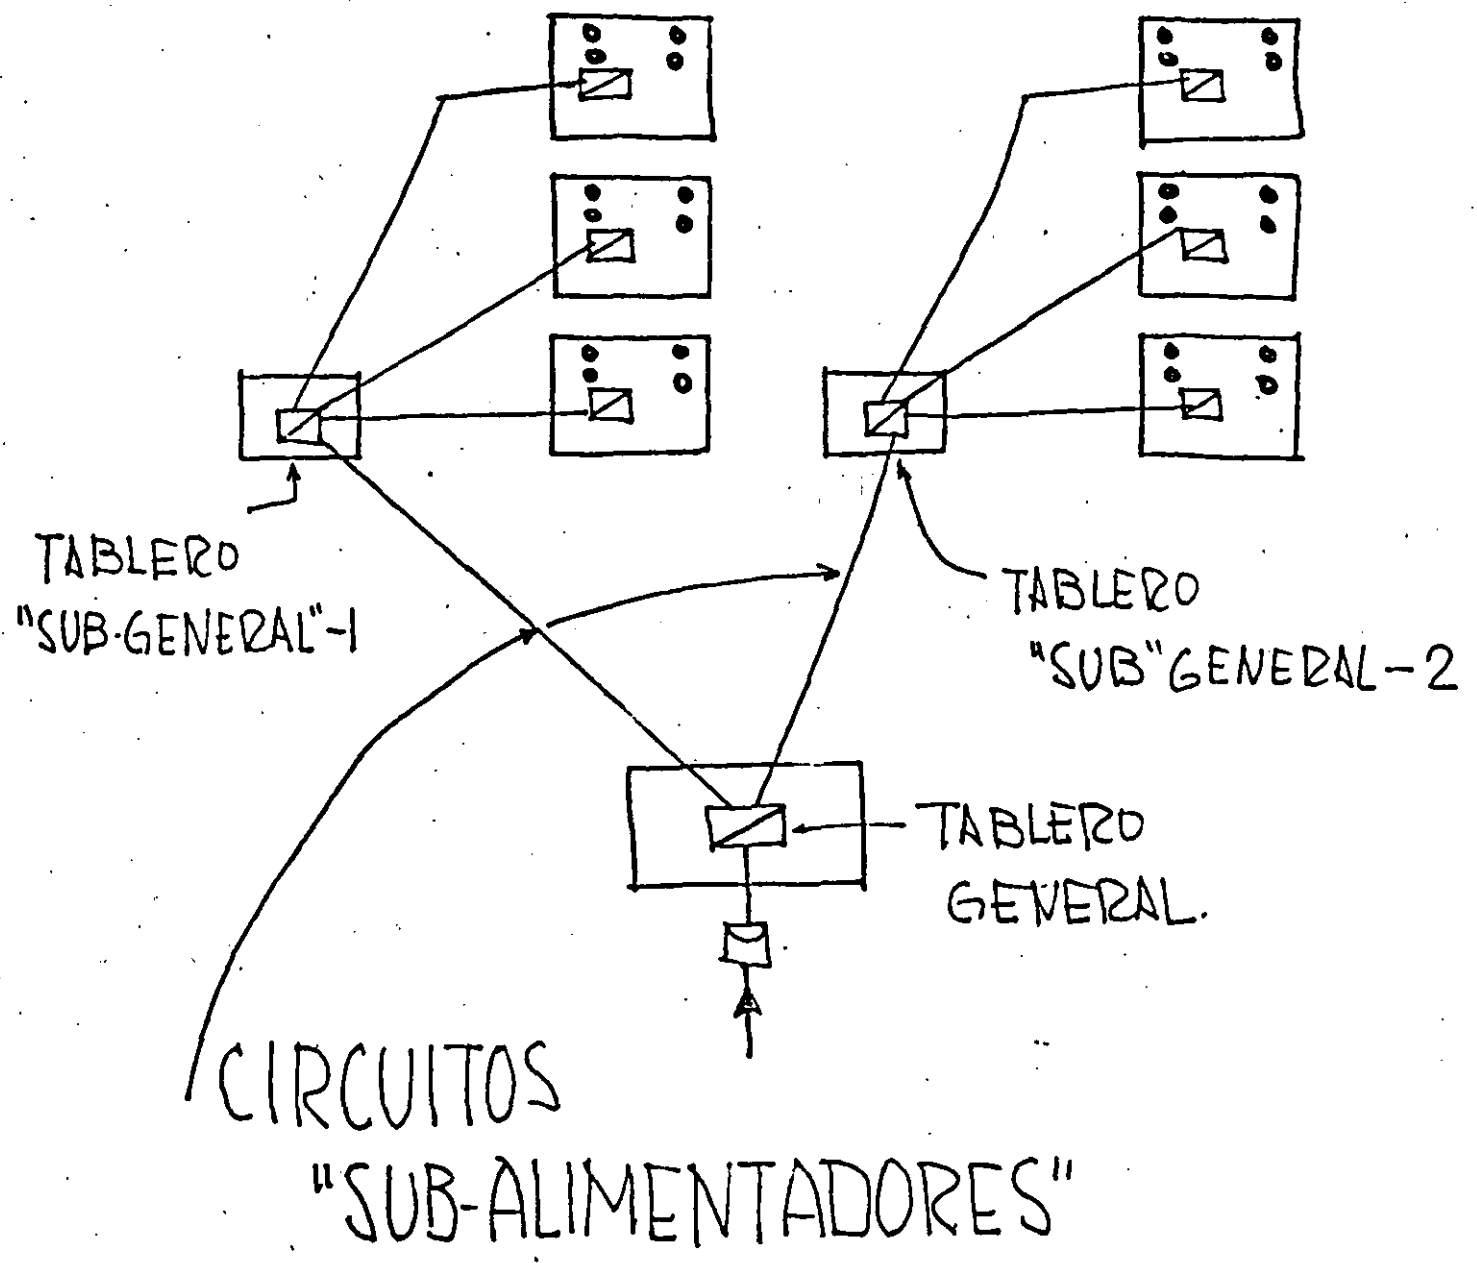 TABLERO
"SUB-GENERAL"-1
TABLERO
"SUB"GENERAL-2
TABLERO
GENERAL.
CIRCUITOS
"SUB-ALIMENTADORES"